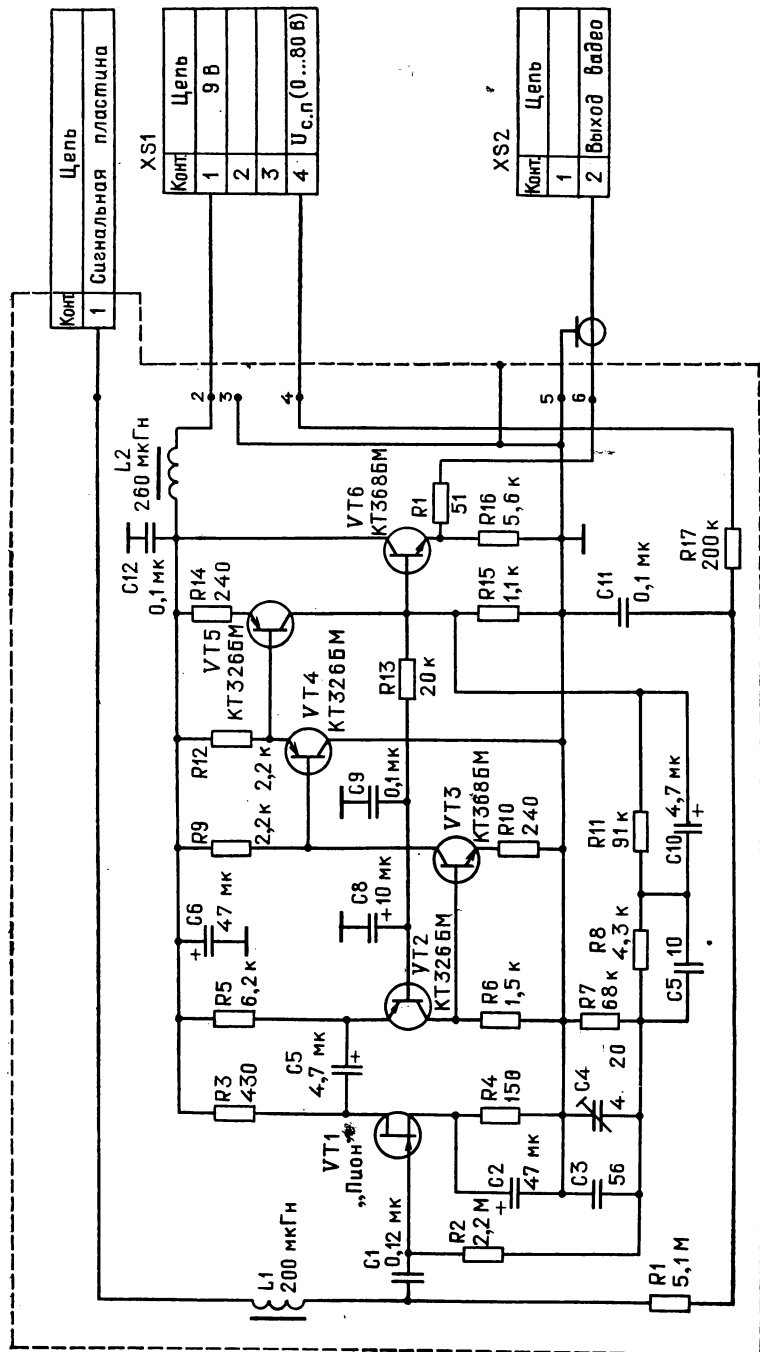 Конт. Цепь
1 Сигнальная пластина
XS1
Конт. Цепь
1 9 В
2
3
4 Uс.п (0...80 В)
XS2
Конт. Цепь
1
2 Выход видео
L1
200 мкГн
C1
0,12 мк
R2
2,2 М
R1
5,1 М
VT1
„Пион"
R3
430
C5
4,7 мк
+
R4
150
C2
47 мк
+
C3
56
C4
4
20
R5
6,2 к
C6
47 мк
+
VT2
КТ326БМ
R6
1,5 к
R7
68 к
R8
4,3 к
C5
10
C8
+ 10 мк
C9
0,1 мк
R9
2,2 к
VT3
КТ368БМ
R10
240
R11
91 к
C10
4,7 мк
+
R12
2,2 к
VT4
КТ326БМ
R13
20 к
VT5
КТ326БМ
R14
240
C12
0,1 мк
L2
260 мкГн
VT6
КТ368БМ
R1
51
R15
1,1 к
R16
5,6 к
C11
0,1 мк
R17
200 к
2
3
4
5
6